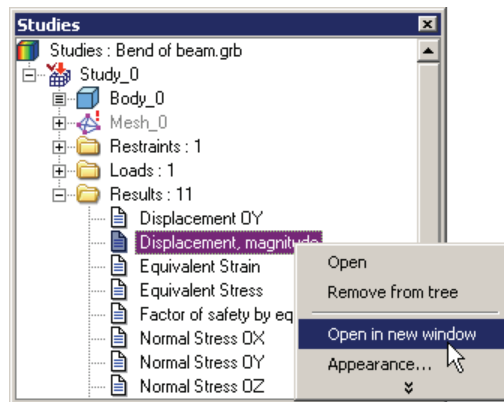 Studies
Studies : Bend of beam.grb
Study_0
Body_0
Mesh_0
Restraints : 1
Loads : 1
Results : 11
Displacement OY
Displacement, magnitude
Equivalent Strain
Equivalent Stress
Factor of safety by eq
Normal Stress OX
Normal Stress OY
Normal Stress OZ
Open
Remove from tree
Open in new window
Appearance...